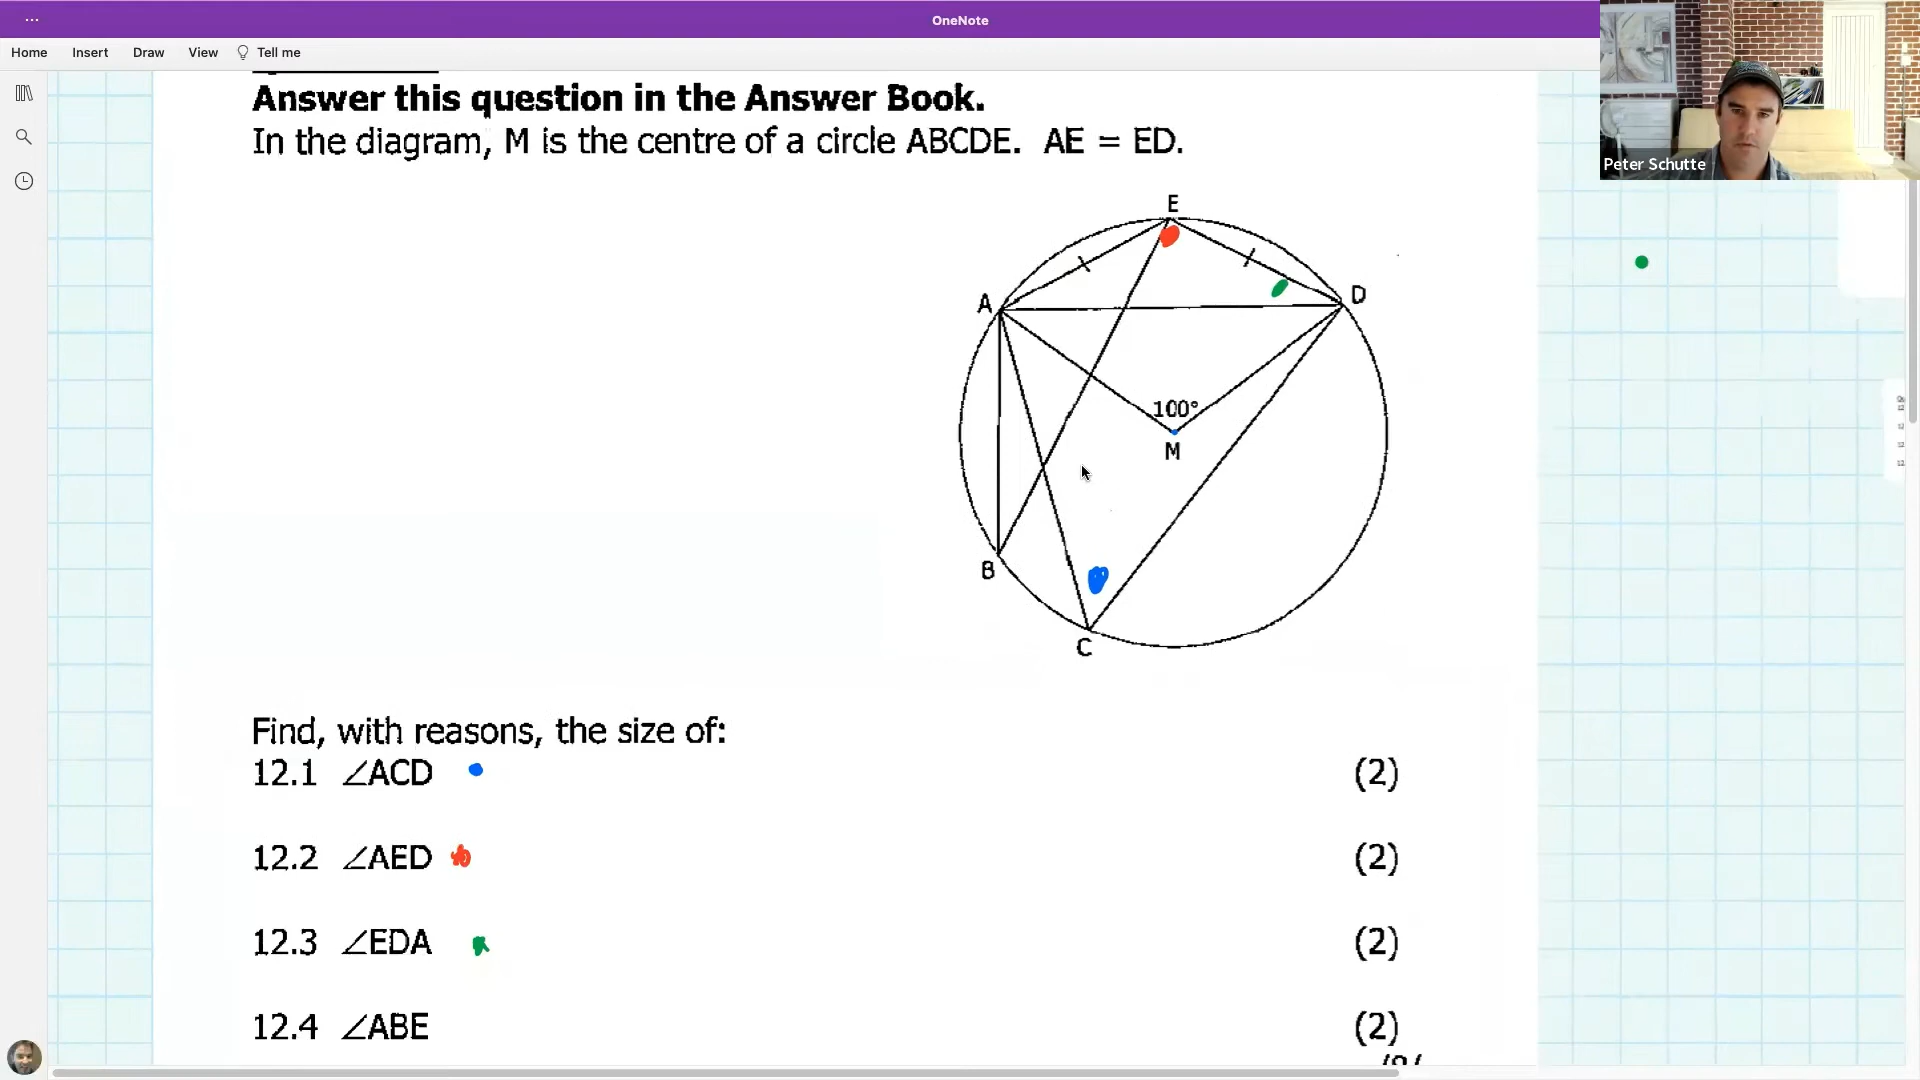 OneNote
Home Insert Draw View Tell me
Answer this question in the Answer Book.
In the diagram, M is the centre of a circle ABCDE. AE = ED.
Peter Schutte
E
A
D
100°
M
B
C
Find, with reasons, the size of:
12.1 ∠ACD (2)
12.2 ∠AED (2)
12.3 ∠EDA (2)
12.4 ∠ABE (2)